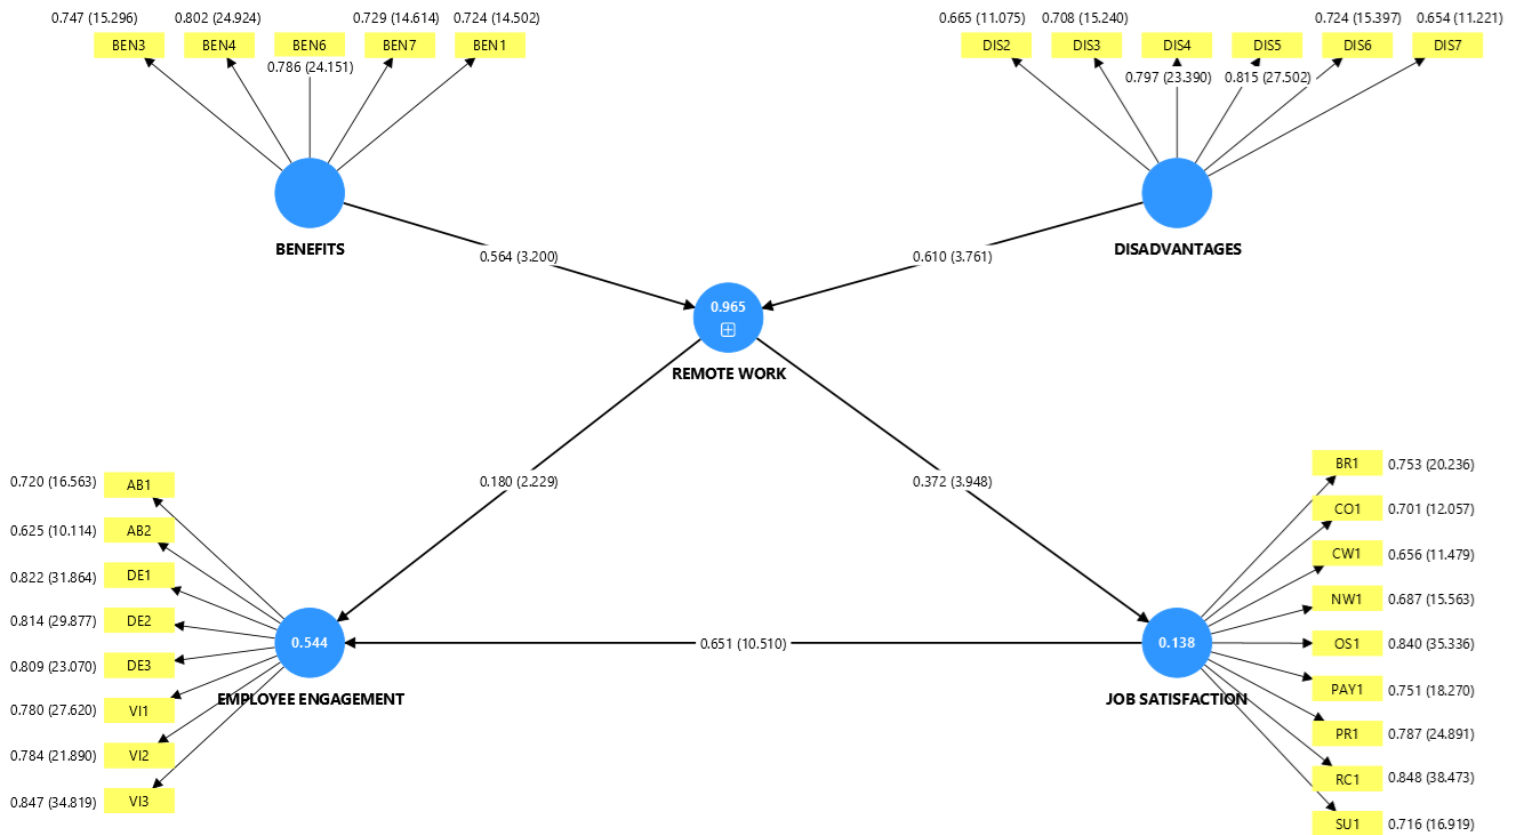 0.747 (15.296) 0.802 (24.924) 0.729 (14.614) 0.724 (14.502) 0.665 (11.075) 0.708 (15.240) 0.724 (15.397) 0.654 (11.221)
BEN3 BEN4 BEN6 BEN7 BEN1 DIS2 DIS3 DIS4 DIS5 DIS6 DIS7
0.786 (24.151) 0.797 (23.390) 0.815 (27.502)
BENEFITS DISADVANTAGES
0.564 (3.200) 0.610 (3.761)
0.965
REMOTE WORK
0.180 (2.229) 0.372 (3.948)
0.720 (16.563) AB1
0.625 (10.114) AB2
0.822 (31.864) DE1
0.814 (29.877) DE2
0.809 (23.070) DE3
0.780 (27.620) VI1
0.784 (21.890) VI2
0.847 (34.819) VI3
0.544
EMPLOYEE ENGAGEMENT
0.651 (10.510)
0.138
JOB SATISFACTION
BR1 0.753 (20.236)
CO1 0.701 (12.057)
CW1 0.656 (11.479)
NW1 0.687 (15.563)
OS1 0.840 (35.336)
PAY1 0.751 (18.270)
PR1 0.787 (24.891)
RC1 0.848 (38.473)
SU1 0.716 (16.919)